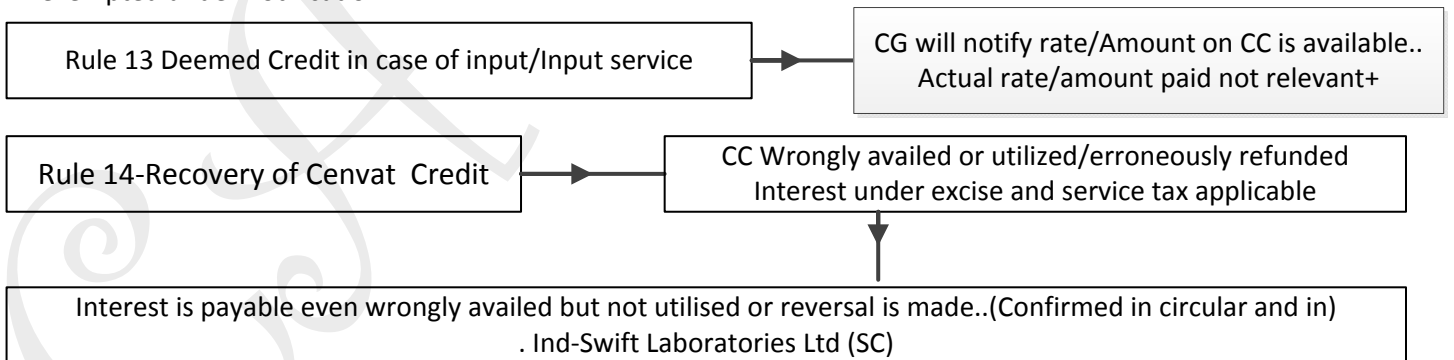 Rule 13 Deemed Credit in case of input/Input service
CG will notify rate/Amount on CC is available..
Actual rate/amount paid not relevant+
Rule 14-Recovery of Cenvat Credit
CC Wrongly availed or utilized/erroneously refunded
Interest under excise and service tax applicable
Interest is payable even wrongly availed but not utilised or reversal is made..(Confirmed in circular and in)
. Ind-Swift Laboratories Ltd (SC)